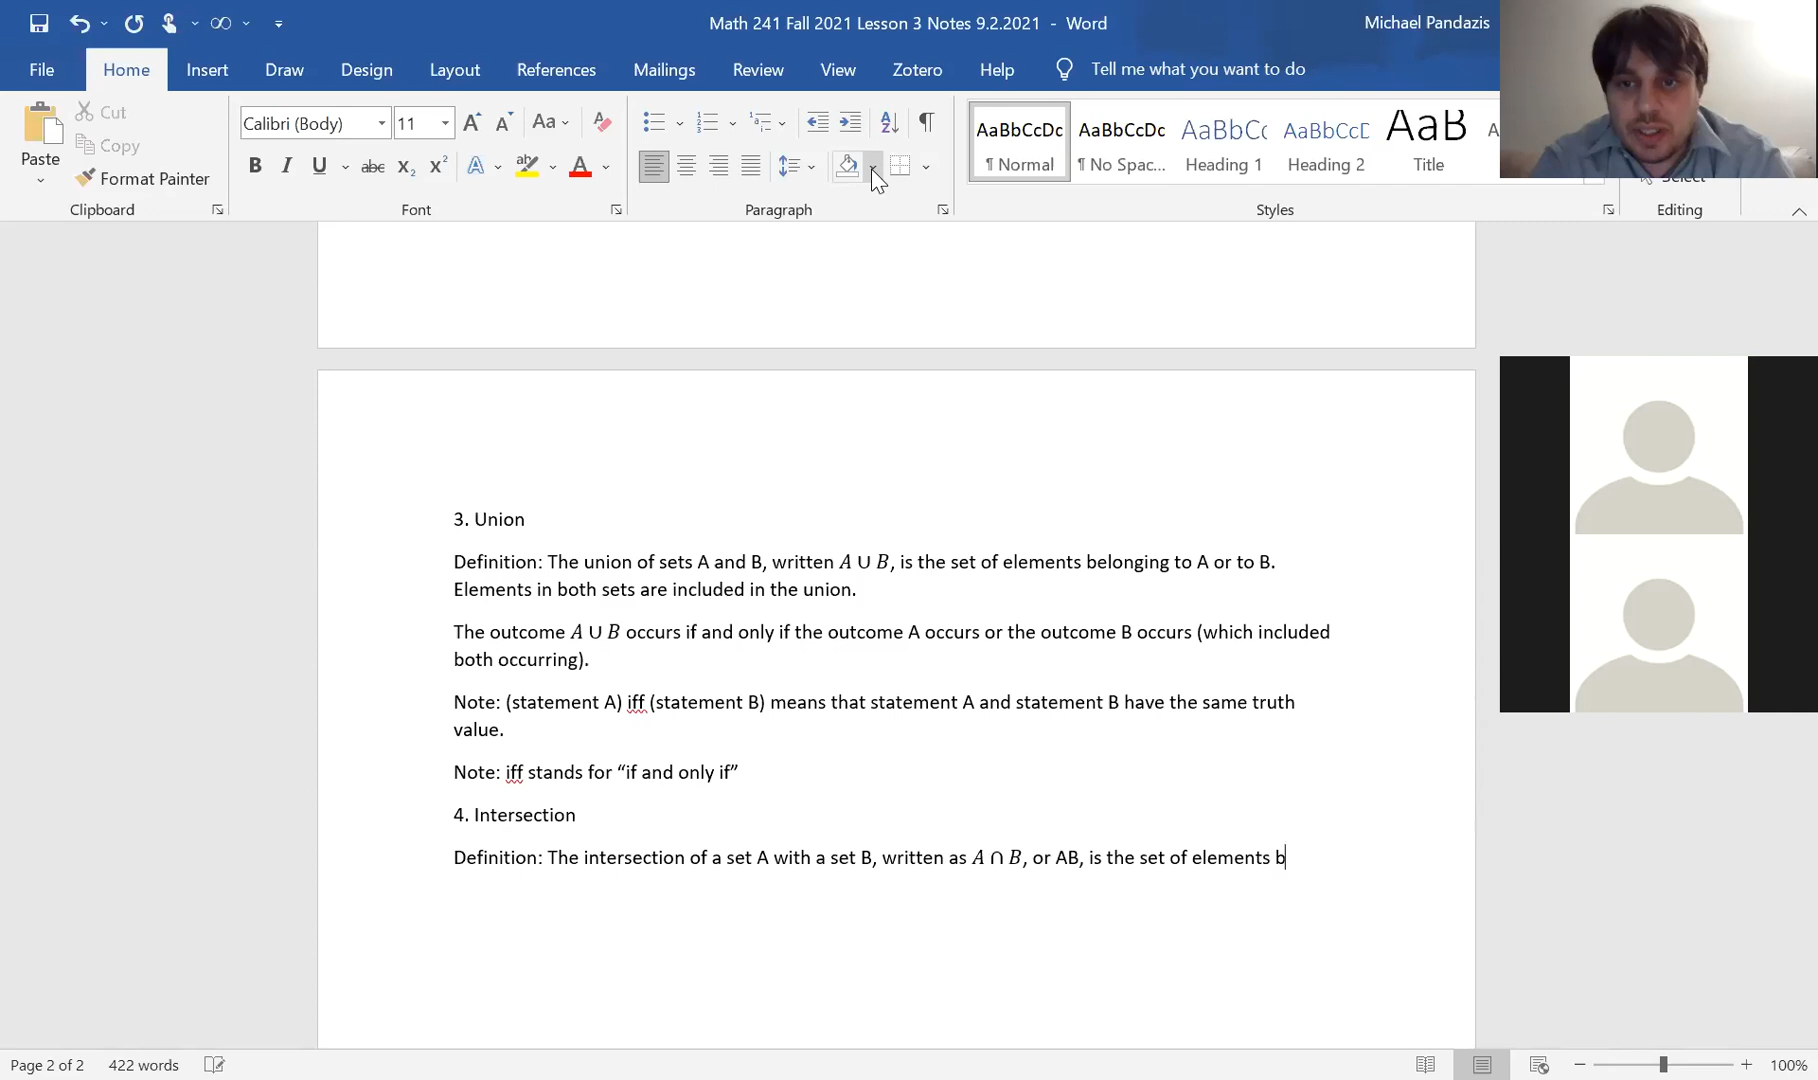 Math 241 Fall 2021 Lesson 3 Notes 9.2.2021 - Word
Michael Pandazis
File Home Insert Draw Design Layout References Mailings Review View Zotero Help Tell me what you want to do
Paste
Cut
Copy
Format Painter
Clipboard
Calibri (Body) 11
Font
Paragraph
AaBbCcDc AaBbCcDc AaBbCc AaBbCcD AaB
¶ Normal ¶ No Spac... Heading 1 Heading 2 Title
Styles
Select
Editing
3. Union
Definition: The union of sets A and B, written A ∪ B, is the set of elements belonging to A or to B.
Elements in both sets are included in the union.
The outcome A ∪ B occurs if and only if the outcome A occurs or the outcome B occurs (which included
both occurring).
Note: (statement A) iff (statement B) means that statement A and statement B have the same truth
value.
Note: iff stands for “if and only if”
4. Intersection
Definition: The intersection of a set A with a set B, written as A ∩ B, or AB, is the set of elements b
Page 2 of 2 422 words 100%